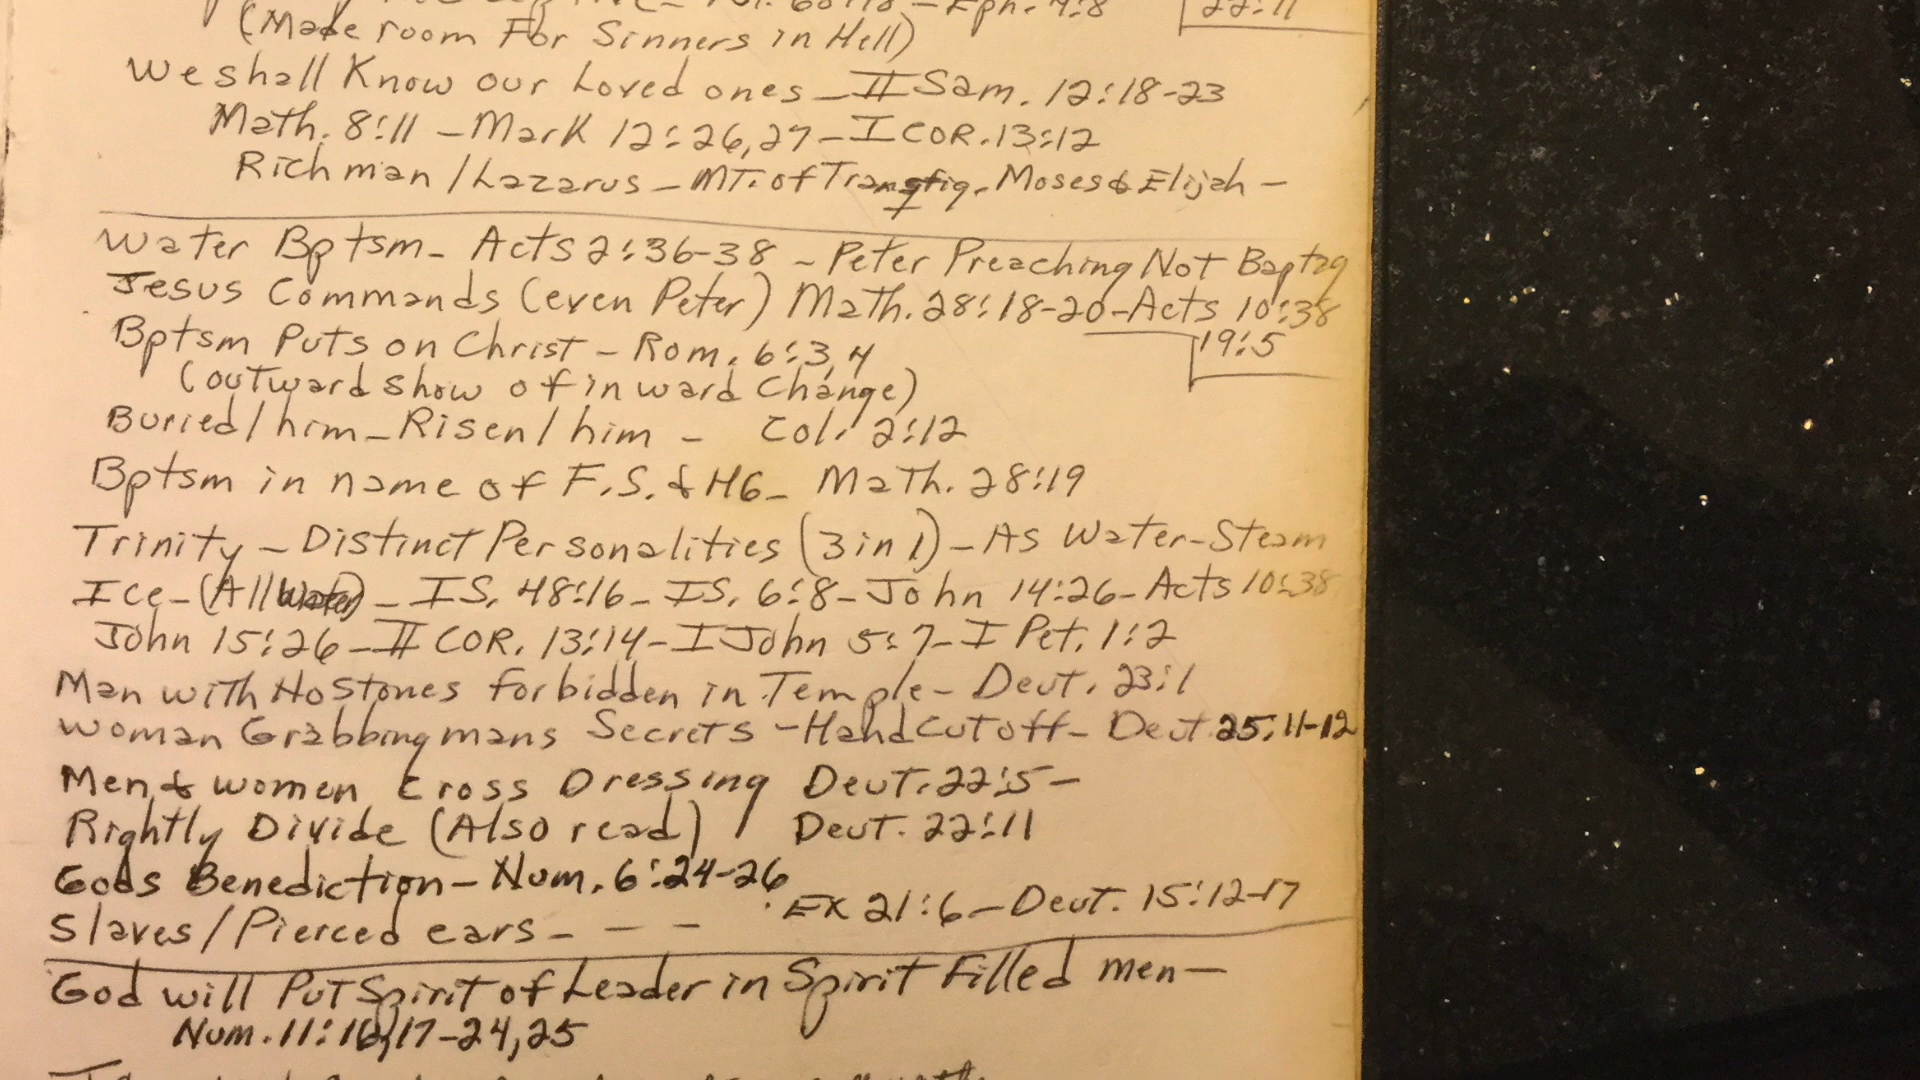 Eph. 4:8
22:11
(Made room For Sinners in Hell)
We shall Know our Loved ones - II Sam. 12:18-23
Math. 8:11 - Mark 12:26,27 - I COR. 13:12
Rich man / Lazarus - MT. of Transfig. Moses & Elijah -
Water Bptsm - Acts 2:36-38 - Peter Preaching Not Baptzg
Jesus Commands (even Peter) Math. 28:18-20 - Acts 10:38
19:5
Bptsm Puts on Christ - Rom. 6:3,4
(outward show of inward Change)
Buried / him - Risen / him - Col. 2:12
Bptsm in name of F.S. & HG - Math. 28:19
Trinity - Distinct Personalities (3 in 1) - As Water-Steam
Ice - (All Water) - IS. 48:16 - IS. 6:8 - John 14:26 - Acts 10:38
John 15:26 - II COR. 13:14 - I John 5:7 - I Pet. 1:2
Man with No Stones forbidden in Temple - Deut. 23:1
Woman Grabbing mans Secrets - Hand Cut off - Deut. 25:11-12
Men & women Cross Dressing Deut. 22:5 -
Rightly Divide (Also read) Deut. 22:11
Gods Benediction - Num. 6:24-26
Slaves / Pierced ears - - - EX 21:6 - Deut. 15:12-17
God will Put Spirit of Leader in Spirit Filled men -
Num. 11:16,17-24,25